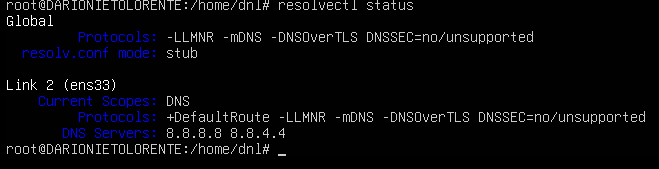 root@DARIONIETOLORENTE:/home/dnl# resolvectl status
Global
Protocols: -LLMNR -mDNS -DNSOverTLS DNSSEC=no/unsupported
resolv.conf mode: stub
Link 2 (ens33)
Current Scopes: DNS
Protocols: +DefaultRoute -LLMNR -mDNS -DNSOverTLS DNSSEC=no/unsupported
DNS Servers: 8.8.8.8 8.8.4.4
root@DARIONIETOLORENTE:/home/dnl# _